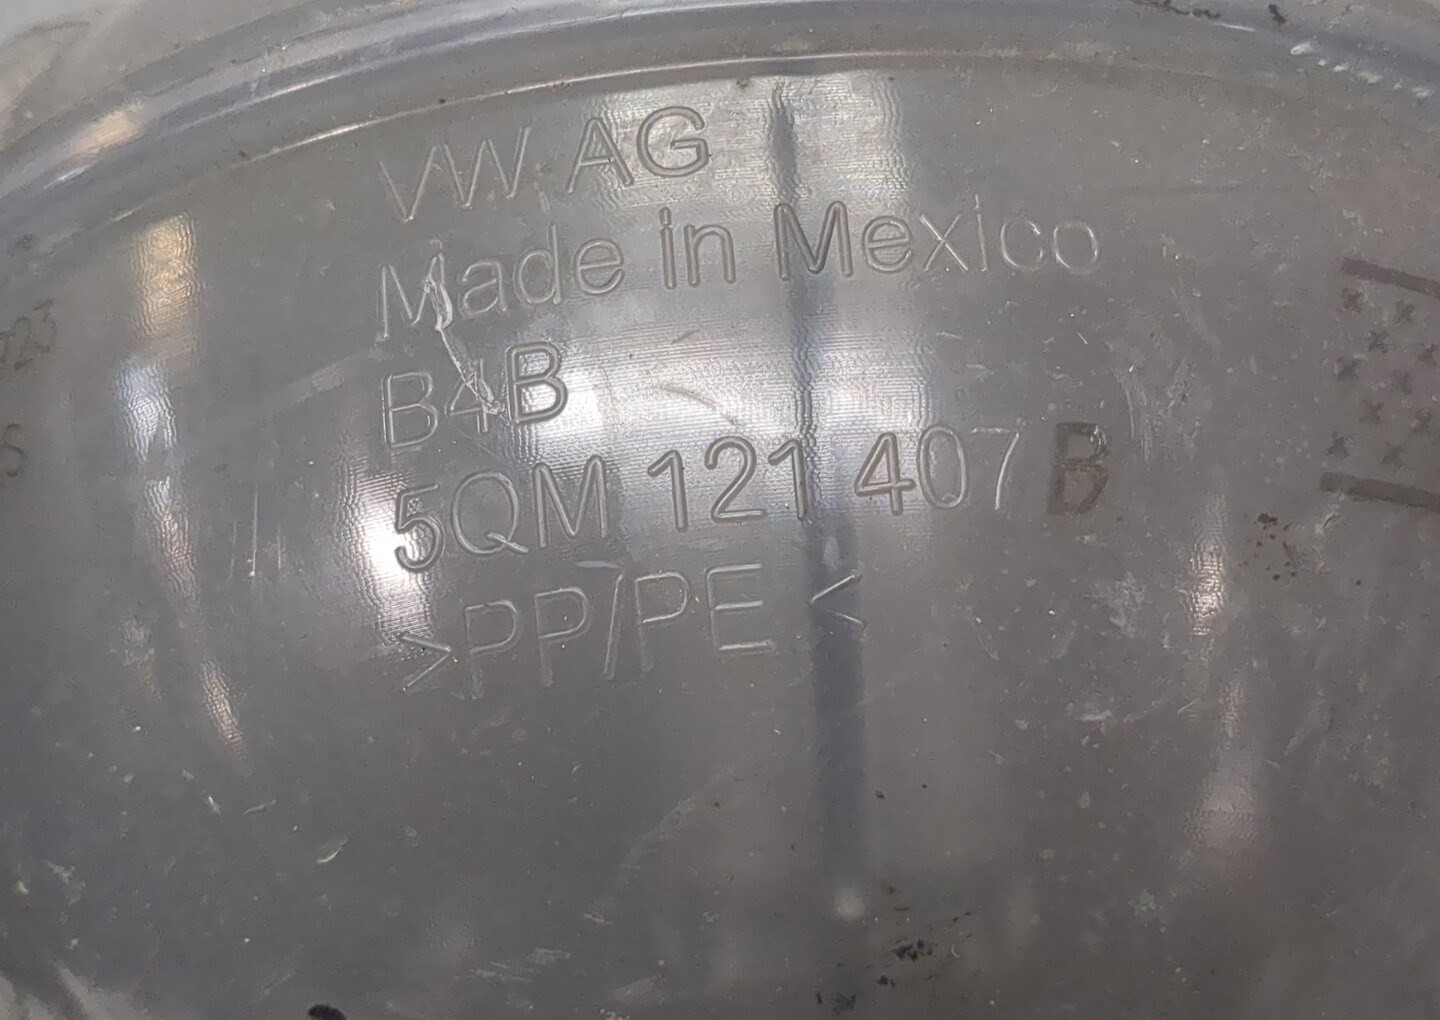 VW AG
Made in Mexico
B4B
5QM 121 407 B
>PP/PE<